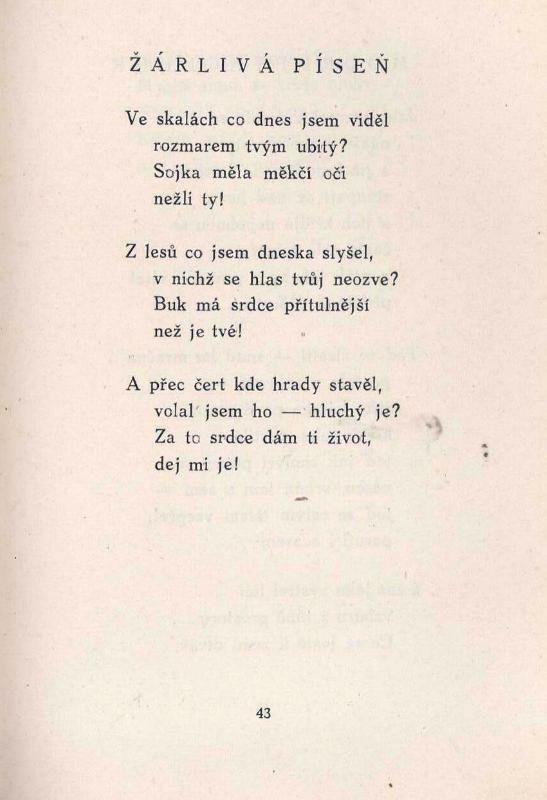 ŽÁRLIVÁ PÍSEŇ
Ve skalách co dnes jsem viděl
rozmarem tvým ubitý?
Sojka měla měkčí oči
nežli ty!
Z lesů co jsem dneska slyšel,
v nichž se hlas tvůj neozve?
Buk má srdce přítulnější
než je tvé!
A přec čert kde hrady stavěl,
volal jsem ho — hluchý je?
Za to srdce dám ti život,
dej mi je!
43